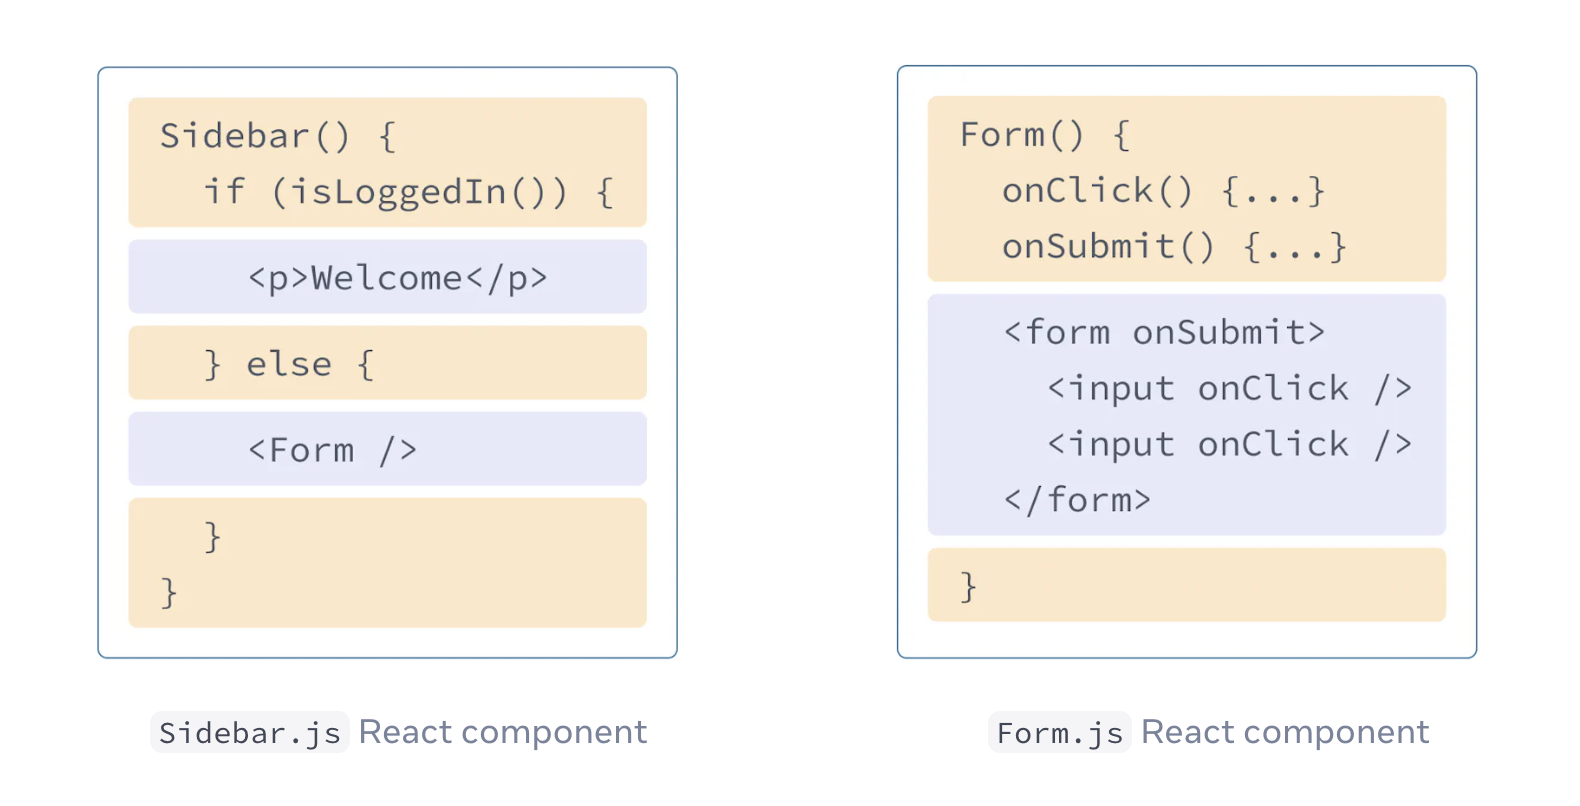 Sidebar() {
if (isLoggedIn()) {
<p>Welcome</p>
} else {
<Form />
}
}
Sidebar.js React component
Form() {
onClick() {...}
onSubmit() {...}
<form onSubmit>
<input onClick />
<input onClick />
</form>
}
Form.js React component